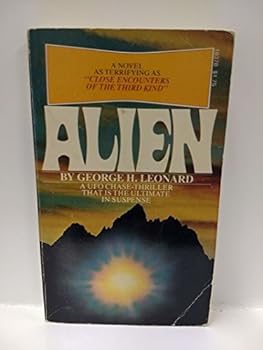 A NOVEL
AS TERRIFYING AS
"CLOSE ENCOUNTERS
OF THE THIRD KIND"
ALIEN
BY GEORGE H. LEONARD
A UFO CHASE-THRILLER
THAT IS THE ULTIMATE
IN SUSPENSE